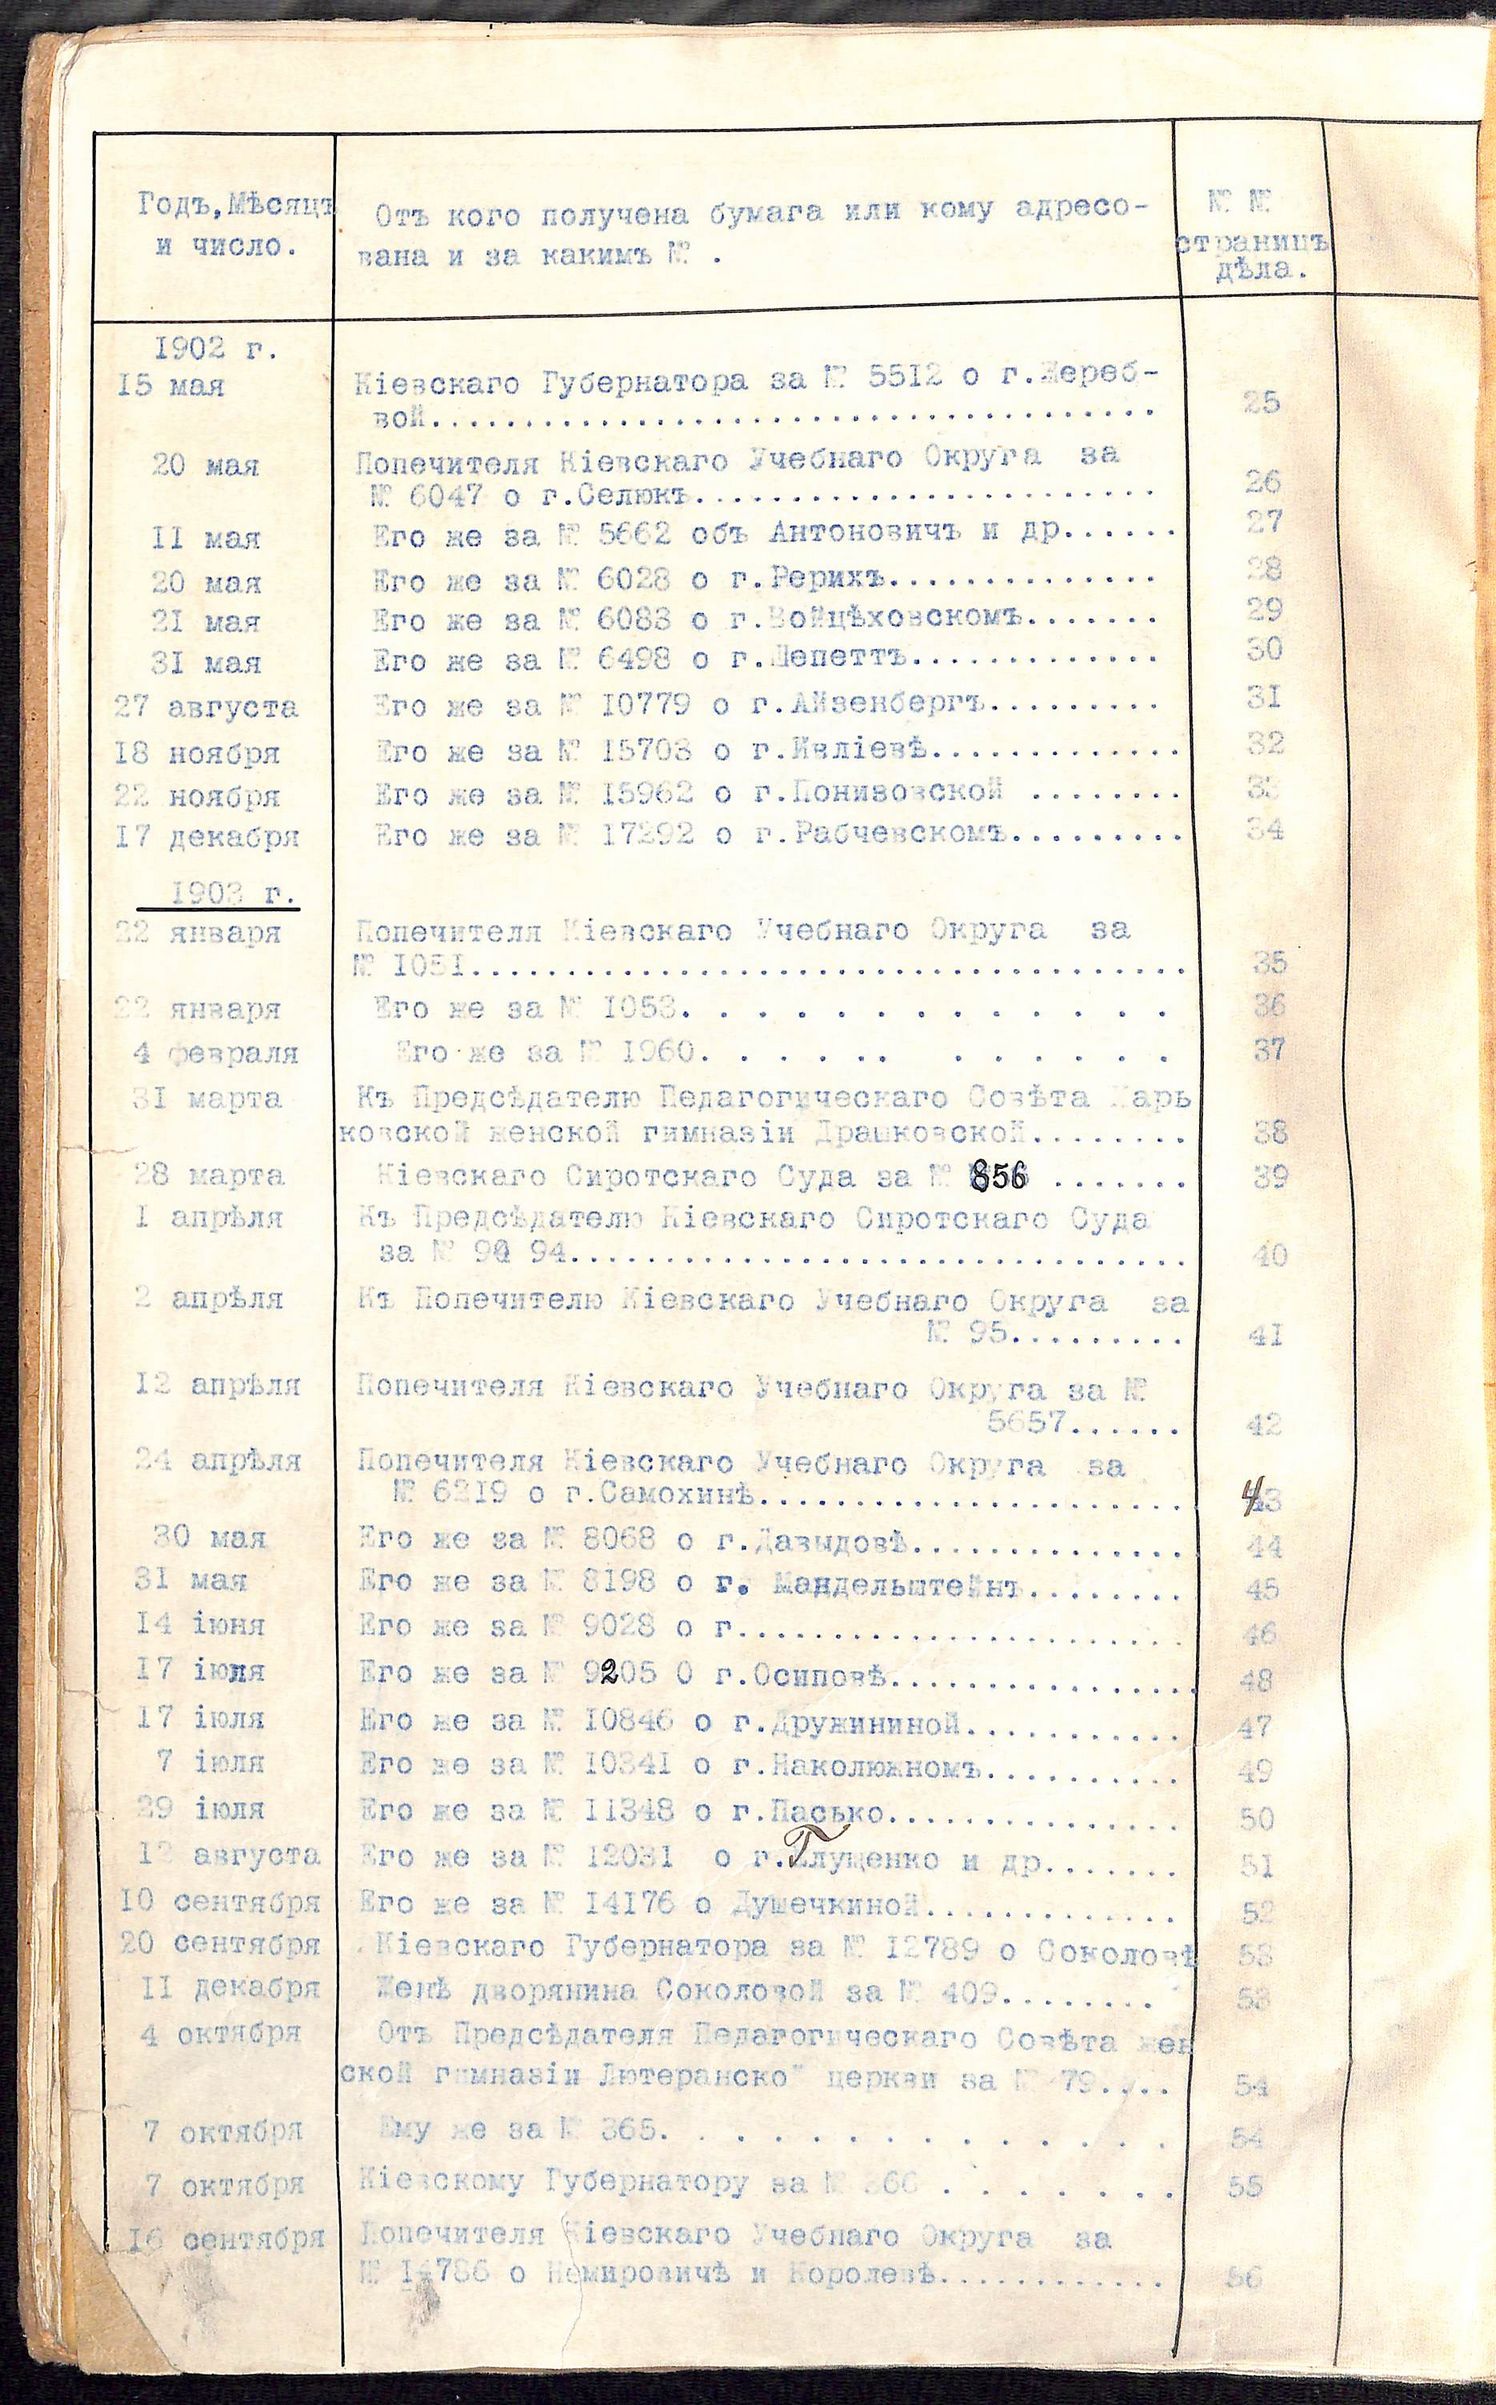 Годъ,Мѣсяцъ и число.
Отъ кого получена бумага или кому адресо-
вана и за какимъ № .
№ №
страницъ
дѣла.
1902 г.
15 мая Кіевскаго Губернатора за № 5512 о г.Жереб-
вой........................................ 25
20 мая Попечителя Кіевскаго Учебнаго Округа за
№ 6047 о г.Селюкъ......................... 26
11 мая Его же за № 5662 объ Антоновичъ и др...... 27
20 мая Его же за № 6028 о г.Рерихъ............... 28
21 мая Его же за № 6083 о г.Войцѣховскомъ....... 29
31 мая Его же за № 6498 о г.Шепеттъ............. 30
27 августа Его же за № 10779 о г.Айзенбергъ......... 31
18 ноября Его же за № 15703 о г.Ивліевѣ............. 32
22 ноября Его же за № 15962 о г.Понизовской ........ 33
17 декабря Его же за № 17292 о г.Рабчевскомъ......... 34
1903 г.
22 января Попечителя Кіевскаго Учебнаго Округа за
№ 1051....................................... 35
22 января Его же за № 1053. . . . . . . . . . . . . 36
4 февраля Его же за № 1960. . . . . .. . . . . . . 37
31 марта Къ Предсѣдателю Педагогическаго Совѣта Харь
ковской женской гимназіи Драшковской........ 38
28 марта Кіевскаго Сиротскаго Суда за № 856 ....... 39
1 апрѣля Къ Предсѣдателю Кіевскаго Сиротскаго Суда
за № 94................................. 40
2 апрѣля Къ Попечителю Кіевскаго Учебнаго Округа за
№ 95......... 41
12 апрѣля Попечителя Кіевскаго Учебнаго Округа за №
5657...... 42
24 апрѣля Попечителя Кіевскаго Учебнаго Округа за
№ 6219 о г.Самохинѣ....................... 43
30 мая Его же за № 8068 о г.Давыдовѣ.............. 44
31 мая Его же за № 8198 о г. Мандельштейнъ........ 45
14 іюня Его же за № 9028 о г....................... 46
17 іюля Его же за № 9205 О г.Осиповѣ................ 48
17 іюля Его же за № 10846 о г.Дружининой........... 47
7 іюля Его же за № 10341 о г.Наколюжномъ.......... 49
29 іюля Его же за № 11348 о г.Пасько............... 50
12 августа Его же за № 12031 о г.Глущенко и др....... 51
10 сентября Его же за № 14176 о Душечкиной............. 52
20 сентября Кіевскаго Губернатора за № 12789 о Соколовѣ 53
11 декабря Женѣ дворянина Соколовой за № 409........ 53
4 октября Отъ Предсѣдателя Педагогическаго Совѣта жен
ской гимназіи Лютеранской церкви за № 79.... 54
7 октября Ему же за № 365. . . . . . . . . . . . . . 54
7 октября Кіевскому Губернатору за № 366 . . . . . . . 55
16 сентября Попечителя Кіевскаго Учебнаго Округа за
№ 14786 о Немировичѣ и Королевѣ............ 56